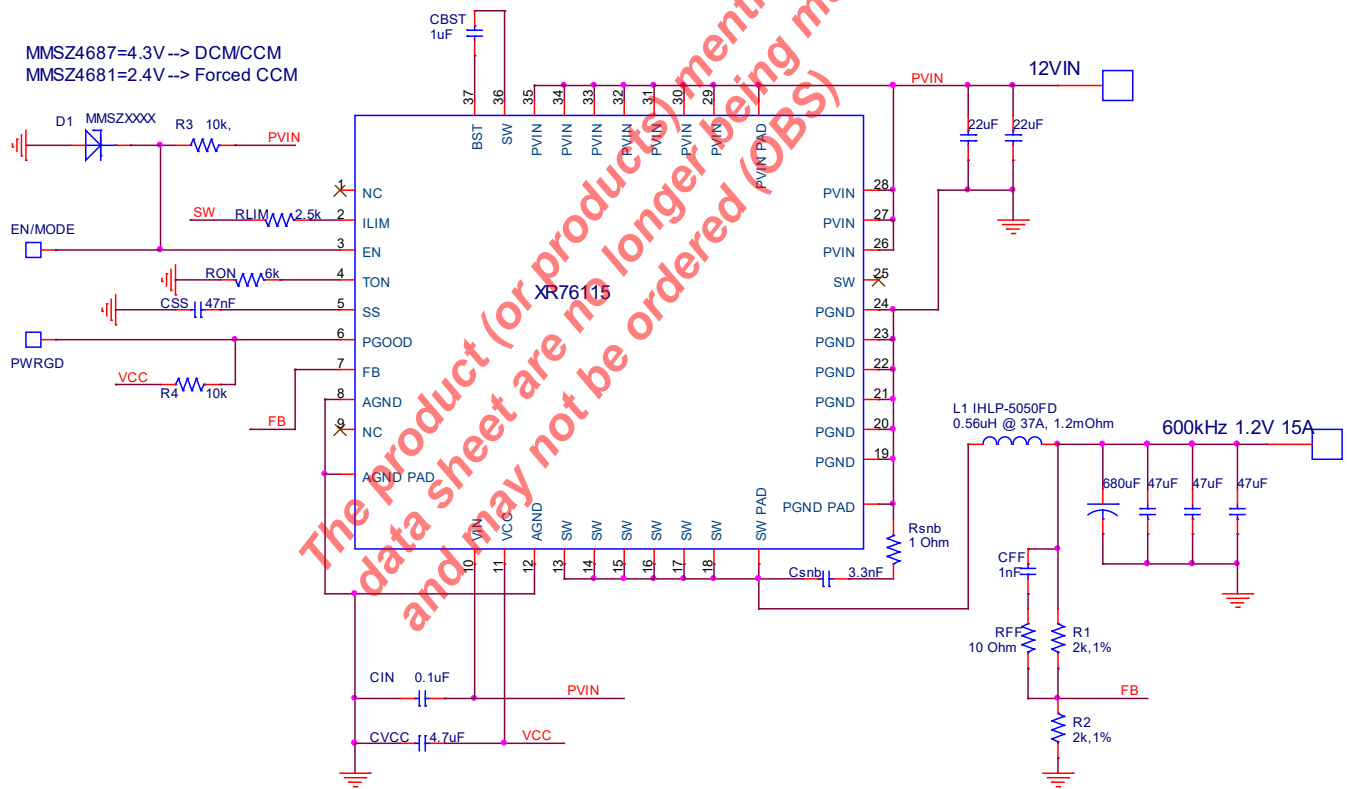 CBST
1uF
MMSZ4687=4.3V --> DCM/CCM
MMSZ4681=2.4V --> Forced CCM
12VIN
PVIN
37
36
35
34
33
32
31
30
29
D1 MMSZXXXX
R3 10k,
PVIN
BST
SW
PVIN
PVIN
PVIN
PVIN
PVIN
PVIN
PVIN
PVIN PAD
22uF
22uF
1
NC
PVIN
28
SW
RLIM
2.5k
2
ILIM
PVIN
27
EN/MODE
3
EN
PVIN
26
RON
6k
4
TON
SW
25
CSS
47nF
5
SS
XR76115
PGND
24
6
PGOOD
PGND
23
PWRGD
7
FB
PGND
22
VCC
R4
10k
8
AGND
PGND
21
FB
9
NC
PGND
20
PGND
19
AGND PAD
PGND PAD
L1 IHLP-5050FD
0.56uH @ 37A, 1.2mOhm
600kHz 1.2V 15A
680uF
47uF
47uF
47uF
VIN
VCC
AGND
SW
SW
SW
SW
SW
SW
SW PAD
Rsnb
1 Ohm
10
11
12
13
14
15
16
17
18
Csnb
3.3nF
CFF
1nF
RFF
10 Ohm
R1
2k,1%
CIN
0.1uF
PVIN
FB
R2
2k,1%
CVCC
4.7uF
VCC
The product (or products)
data sheet are no longer being
and may not be ordered (OBS)